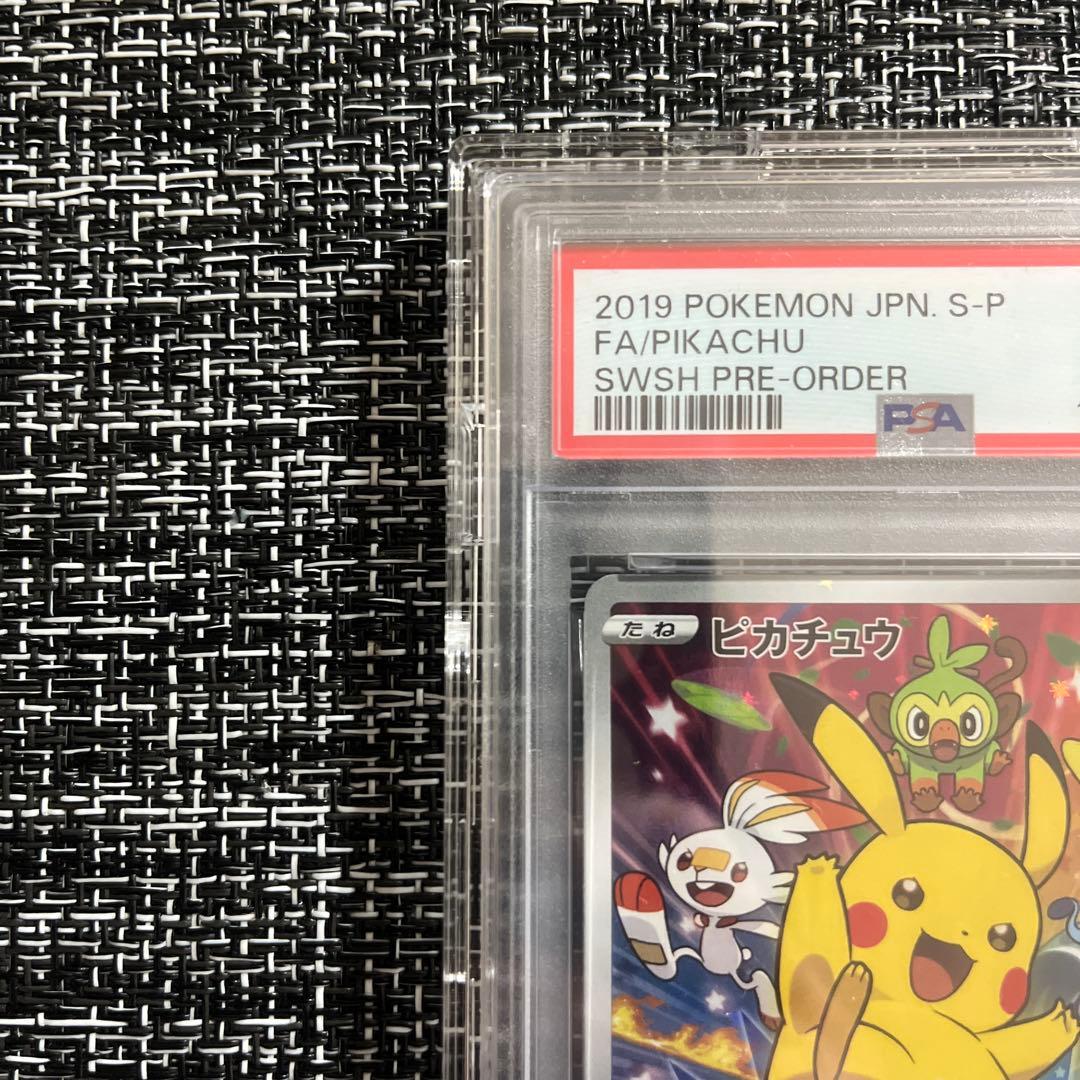 2019 POKEMON JPN. S-P
FA/PIKACHU
SWSH PRE-ORDER
PSA
たね ピカチュウ